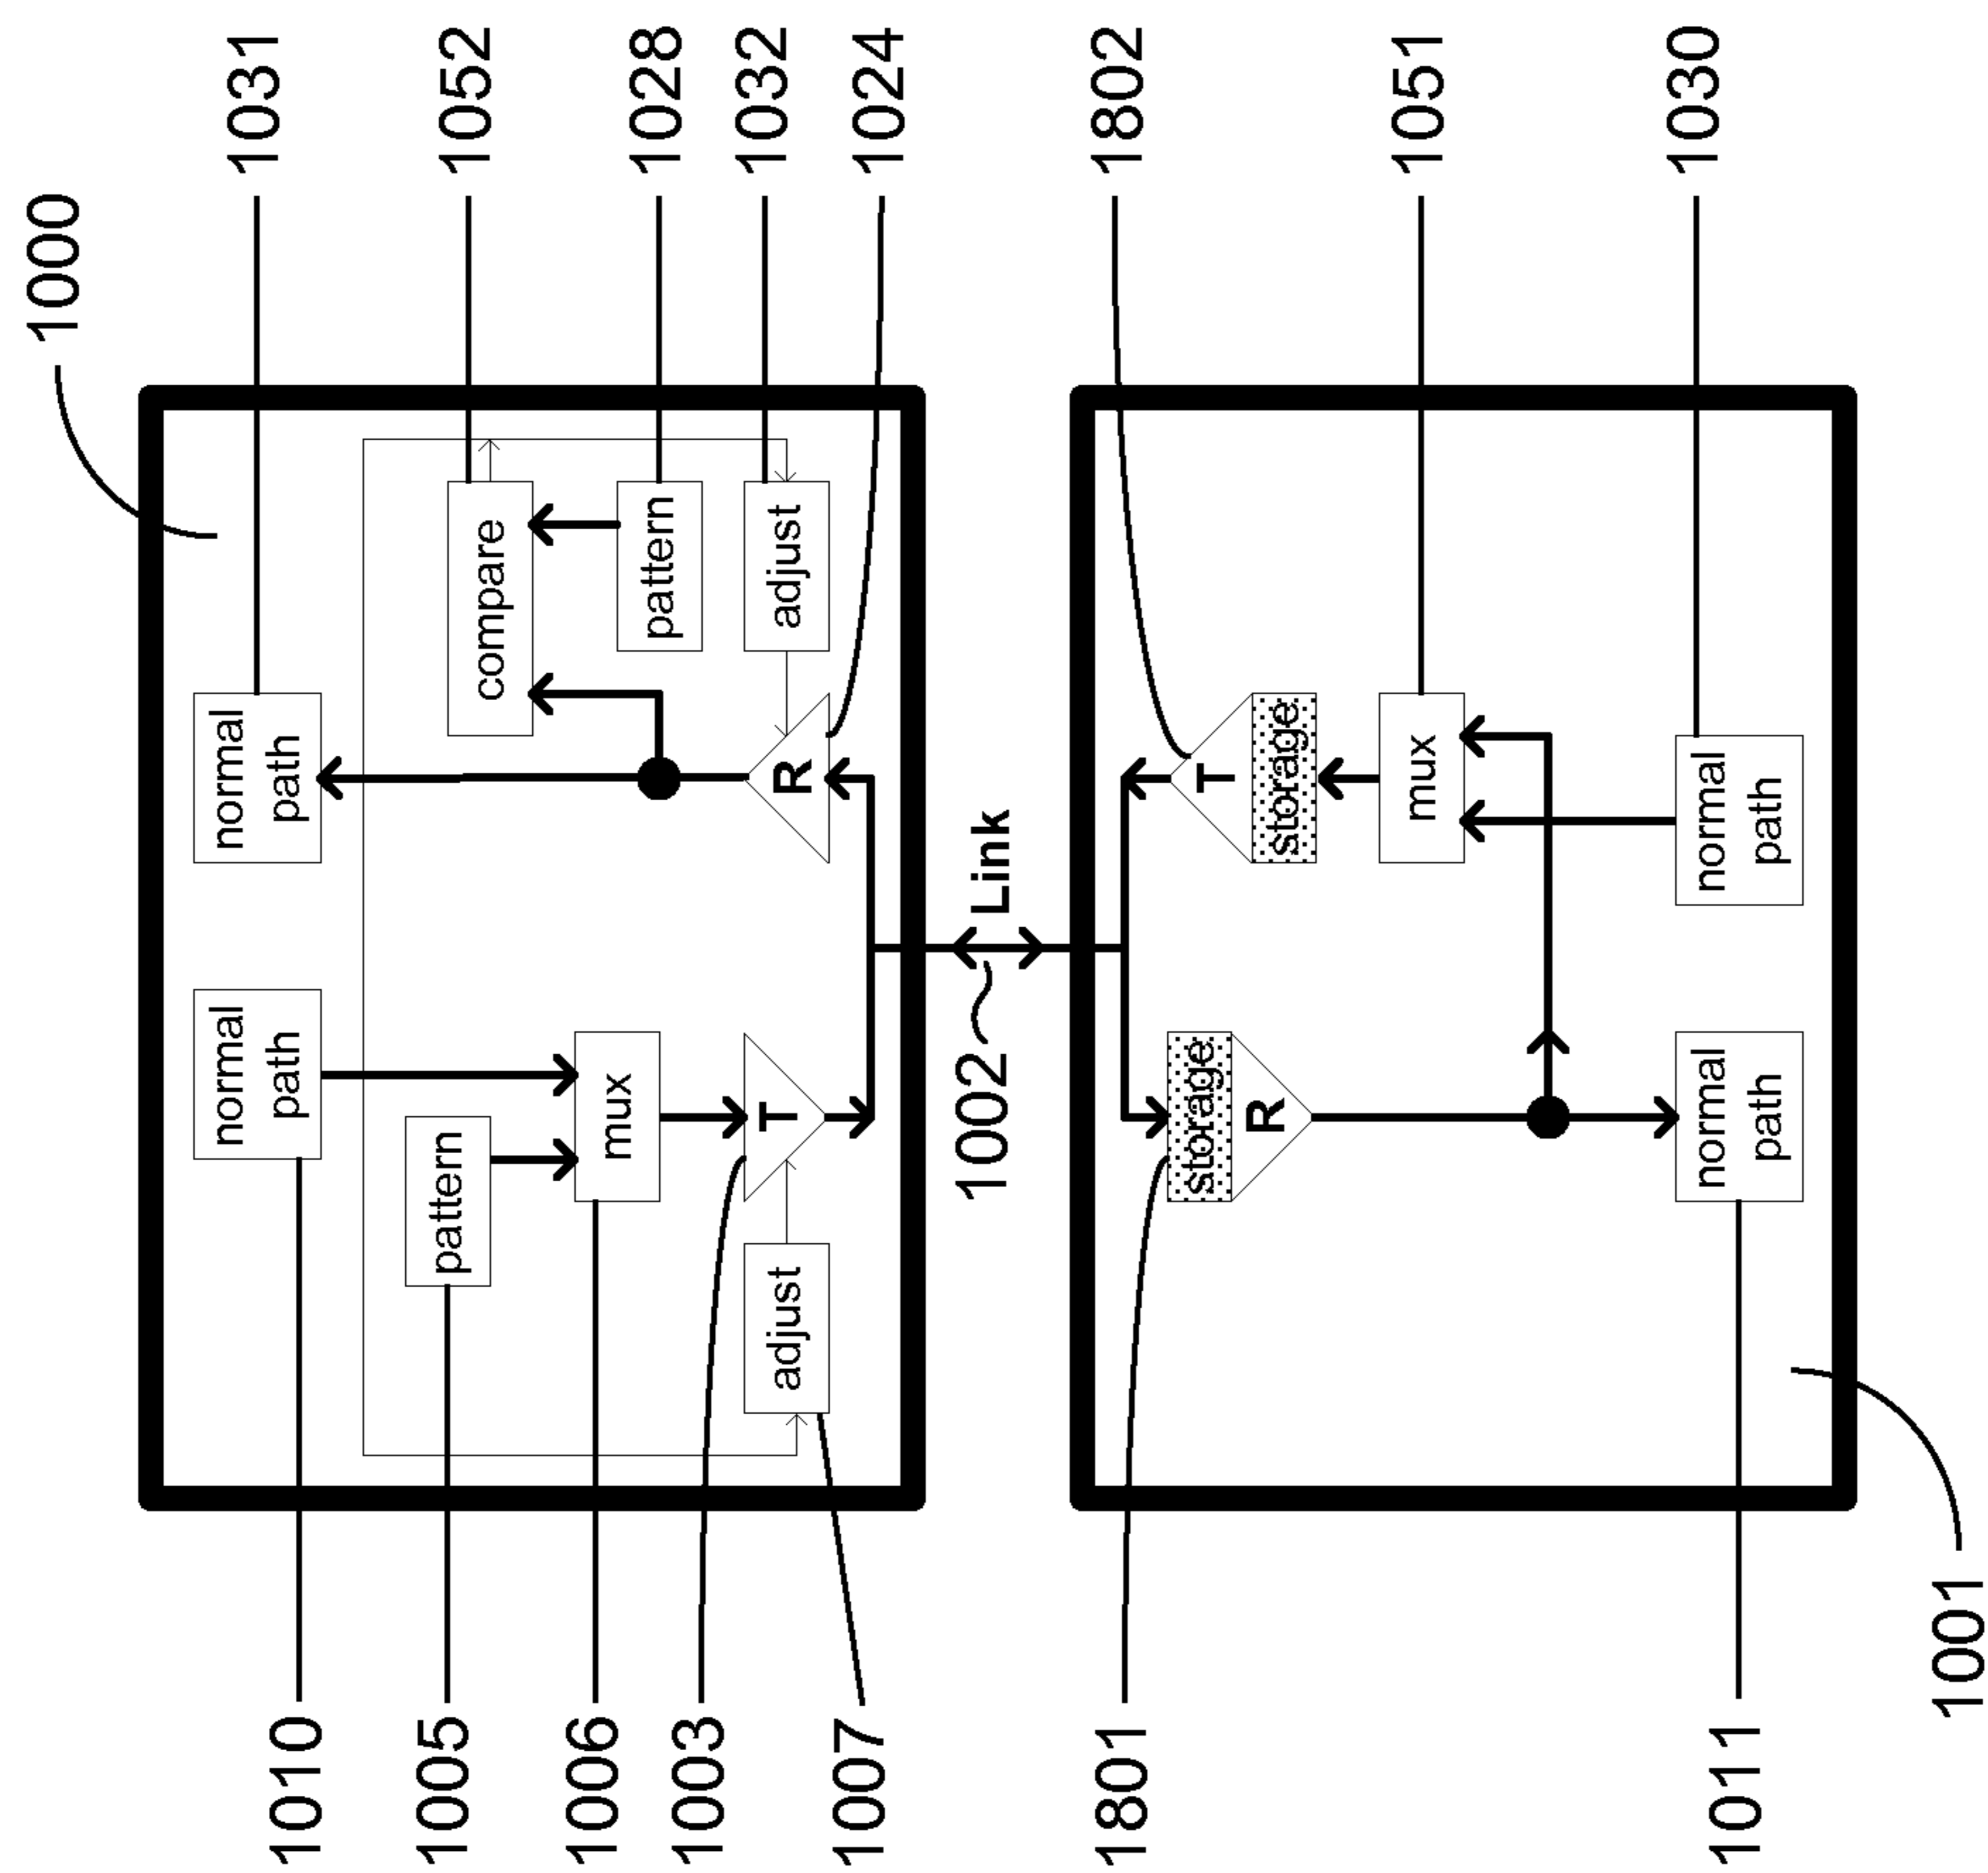 1000
1010
normal
path
normal
path
1031
1005
pattern
compare
1052
1006
mux
pattern
1028
1003
1007
adjust
T
R
adjust
1032
1024
1002
Link
1801
storage
R
T
storage
1802
mux
1051
1011
normal
path
normal
path
1030
1001